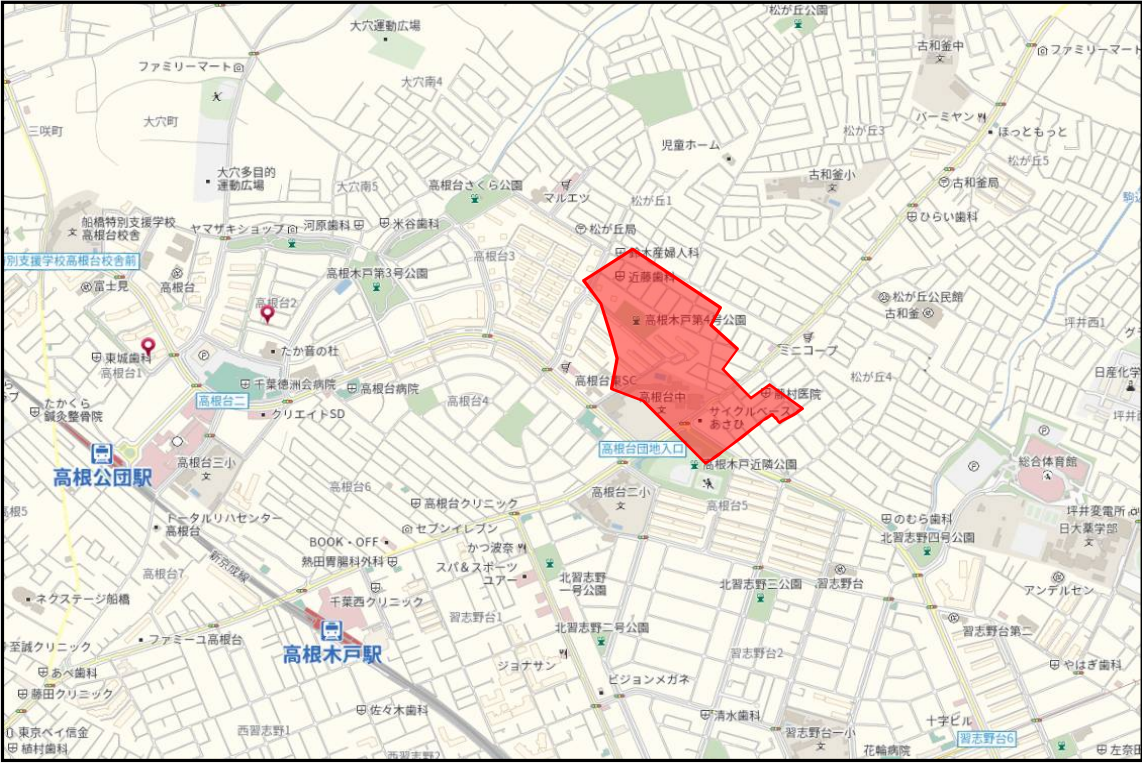 松が丘公園
大穴運動広場
古和釜中
ファミリーマート
ファミリーマート
大穴南4
大穴町
三咲町
バーミヤン
ほっともっと
松が丘3
児童ホーム
松が丘5
大穴多目的
運動広場
古和釜小
古和釜局
大穴南5
高根台さくら公園
マルエツ
松が丘1
ひらい歯科
船橋特別支援学校
高根台校舎
ヤマザキショップ
河原歯科
米谷歯科
松が丘局
鈴木産婦人科
別支援学校高根台校舎前
高根台3
高根木戸第3号公園
近藤歯科
富士見
高根台
高根台2
松が丘公民館
古和釜
高根木戸第4号公園
坪井西1
たか音の杜
ミニコープ
東城歯科
高根台1
千葉徳洲会病院
高根台病院
高根台東SC
松が丘4
日産化学
たかくら
鍼灸整骨院
高根台二
クリエイトSD
高根台4
高根台中
藤村医院
サイクルベース
あさひ
高根公団駅
高根台三小
高根台団地入口
高根木戸近隣公園
総合体育館
高根台6
高根台二小
高根台5
高根台クリニック
トータルリハセンター
高根台
セブンイレブン
のむら歯科
坪井変電所
日大薬学部
北習志野四号公園
BOOK・OFF
かつ波奈
熱田胃腸科外科
スパ&スポーツ
ユアー
新京成線
高根台7
北習志野
一号公園
北習志野三公園
習志野台
アンデルセン
ネクステージ船橋
千葉西クリニック
習志野台1
北習志野二号公園
習志野台第二
ファミーユ高根台
至誠クリニック
高根木戸駅
習志野台2
ジョナサン
やはぎ歯科
あべ歯科
藤田クリニック
ビジョンメガネ
佐々木歯科
清水歯科
十字ビル
東京ベイ信金
植村歯科
西習志野1
西習志野2
習志野台一小
習志野台6
花輪病院